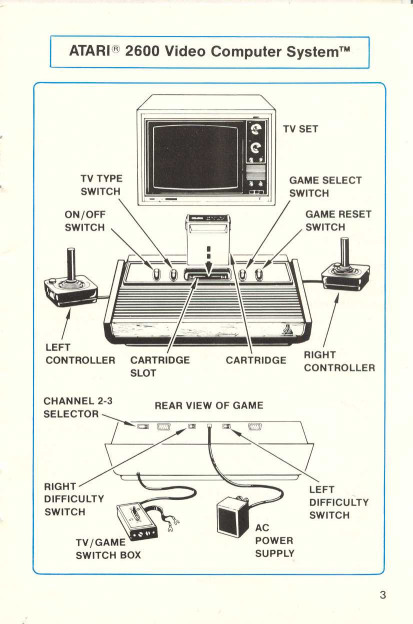 ATARI® 2600 Video Computer System™
TV SET
TV TYPE
SWITCH
GAME SELECT
SWITCH
ON/OFF
SWITCH
GAME RESET
SWITCH
LEFT
CONTROLLER
CARTRIDGE
SLOT
CARTRIDGE
RIGHT
CONTROLLER
CHANNEL 2-3
SELECTOR
REAR VIEW OF GAME
RIGHT
DIFFICULTY
SWITCH
LEFT
DIFFICULTY
SWITCH
TV/GAME
SWITCH BOX
AC
POWER
SUPPLY
3